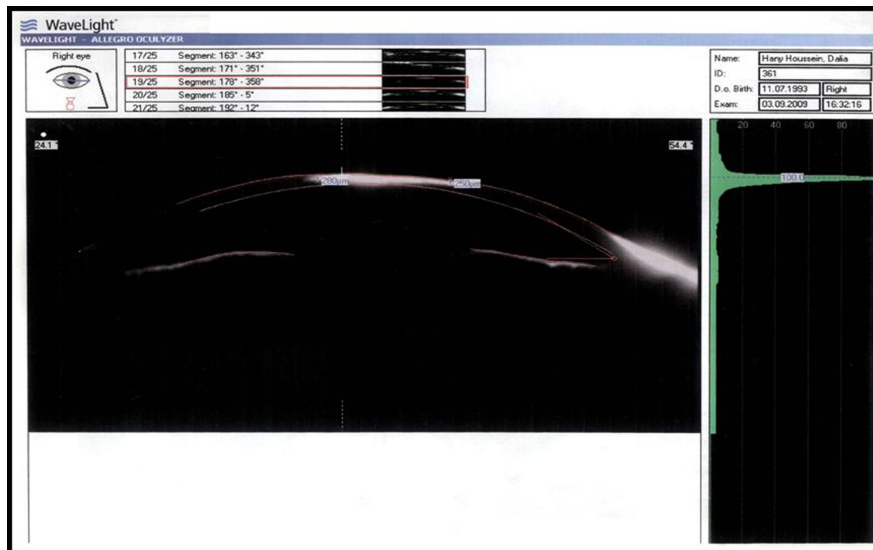 WaveLight®
WAVELIGHT - ALLEGRO OCULYZER
Right eye
17/25 Segment: 163° - 343°
18/25 Segment: 171° - 351°
19/25 Segment: 178° - 358°
20/25 Segment: 185° - 5°
21/25 Segment: 192° - 12°
Name: Hany Houssein, Dalia
ID: 361
D.o. Birth: 11.07.1993 Right
Exam: 03.09.2009 16:32:16
20 40 60 80
24.1° 54.4°
280µm 250µm
100.0